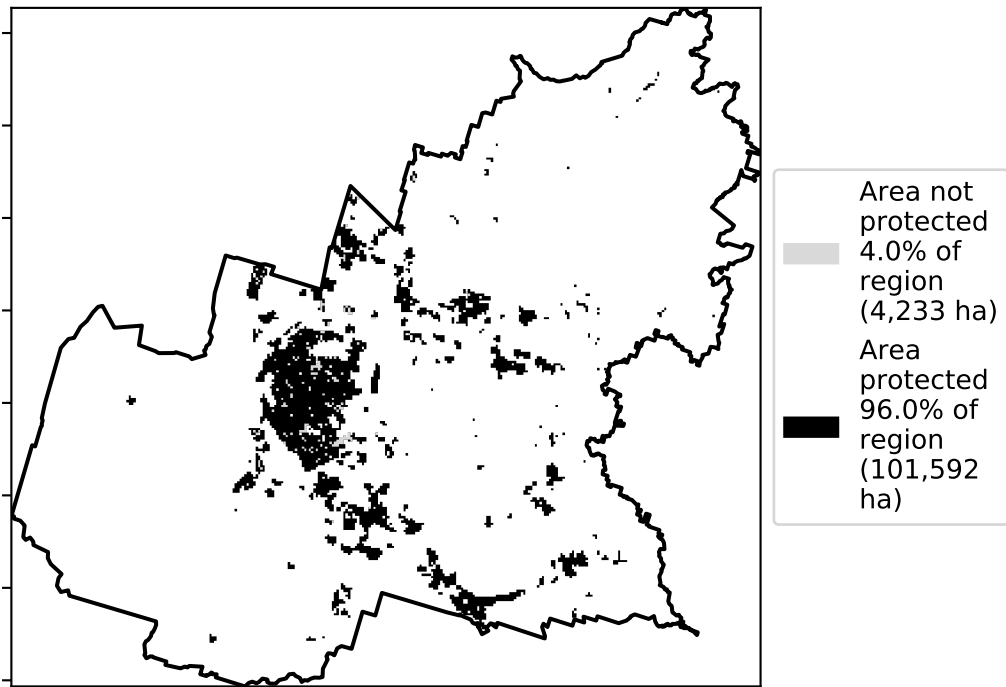 Area not
protected
4.0% of
region
(4,233 ha)
Area
protected
96.0% of
region
(101,592
ha)